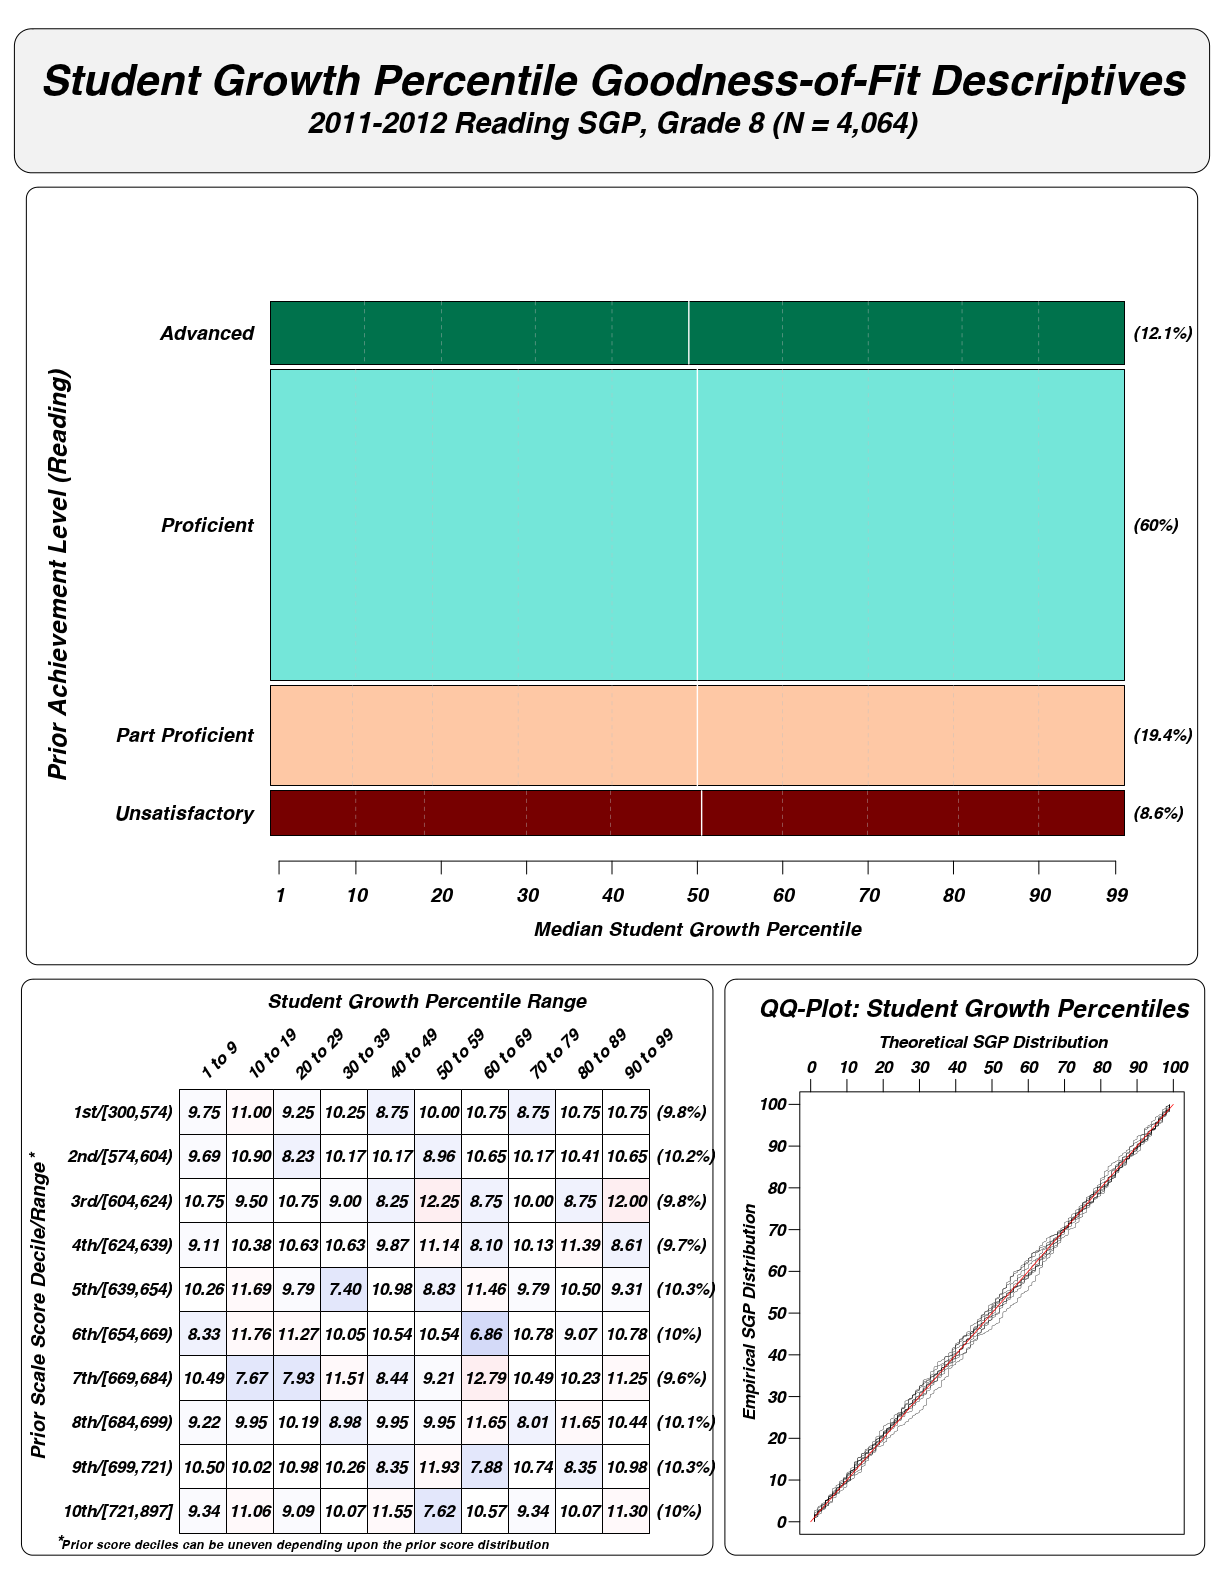 Student Growth Percentile Goodness-of-Fit Descriptives
2011-2012 Reading SGP, Grade 8 (N = 4,064)
Prior Achievement Level (Reading)
Advanced (12.1%)
Proficient (60%)
Part Proficient (19.4%)
Unsatisfactory (8.6%)
1 10 20 30 40 50 60 70 80 90 99
Median Student Growth Percentile
Student Growth Percentile Range
1 to 9 10 to 19 20 to 29 30 to 39 40 to 49 50 to 59 60 to 69 70 to 79 80 to 89 90 to 99
Prior Scale Score Decile/Range*
1st/[300,574) 9.75 11.00 9.25 10.25 8.75 10.00 10.75 8.75 10.75 10.75 (9.8%)
2nd/[574,604) 9.69 10.90 8.23 10.17 10.17 8.96 10.65 10.17 10.41 10.65 (10.2%)
3rd/[604,624) 10.75 9.50 10.75 9.00 8.25 12.25 8.75 10.00 8.75 12.00 (9.8%)
4th/[624,639) 9.11 10.38 10.63 10.63 9.87 11.14 8.10 10.13 11.39 8.61 (9.7%)
5th/[639,654) 10.26 11.69 9.79 7.40 10.98 8.83 11.46 9.79 10.50 9.31 (10.3%)
6th/[654,669) 8.33 11.76 11.27 10.05 10.54 10.54 6.86 10.78 9.07 10.78 (10%)
7th/[669,684) 10.49 7.67 7.93 11.51 8.44 9.21 12.79 10.49 10.23 11.25 (9.6%)
8th/[684,699) 9.22 9.95 10.19 8.98 9.95 9.95 11.65 8.01 11.65 10.44 (10.1%)
9th/[699,721) 10.50 10.02 10.98 10.26 8.35 11.93 7.88 10.74 8.35 10.98 (10.3%)
10th/[721,897] 9.34 11.06 9.09 10.07 11.55 7.62 10.57 9.34 10.07 11.30 (10%)
*Prior score deciles can be uneven depending upon the prior score distribution
QQ-Plot: Student Growth Percentiles
Theoretical SGP Distribution
0 10 20 30 40 50 60 70 80 90 100
Empirical SGP Distribution
100
90
80
70
60
50
40
30
20
10
0